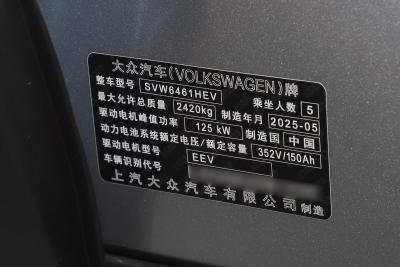 大众汽车(VOLKSWAGEN)牌
整车型号 SVW6461HEV 乘坐人数 5
最大允许总质量 2420kg 制造年月 2025-05
驱动电机峰值功率 125 kW 制造国 中国
动力电池系统额定电压/额定容量 352V/150Ah
驱动电机型号 EEV
车辆识别代号
上汽大众汽车有限公司 制造